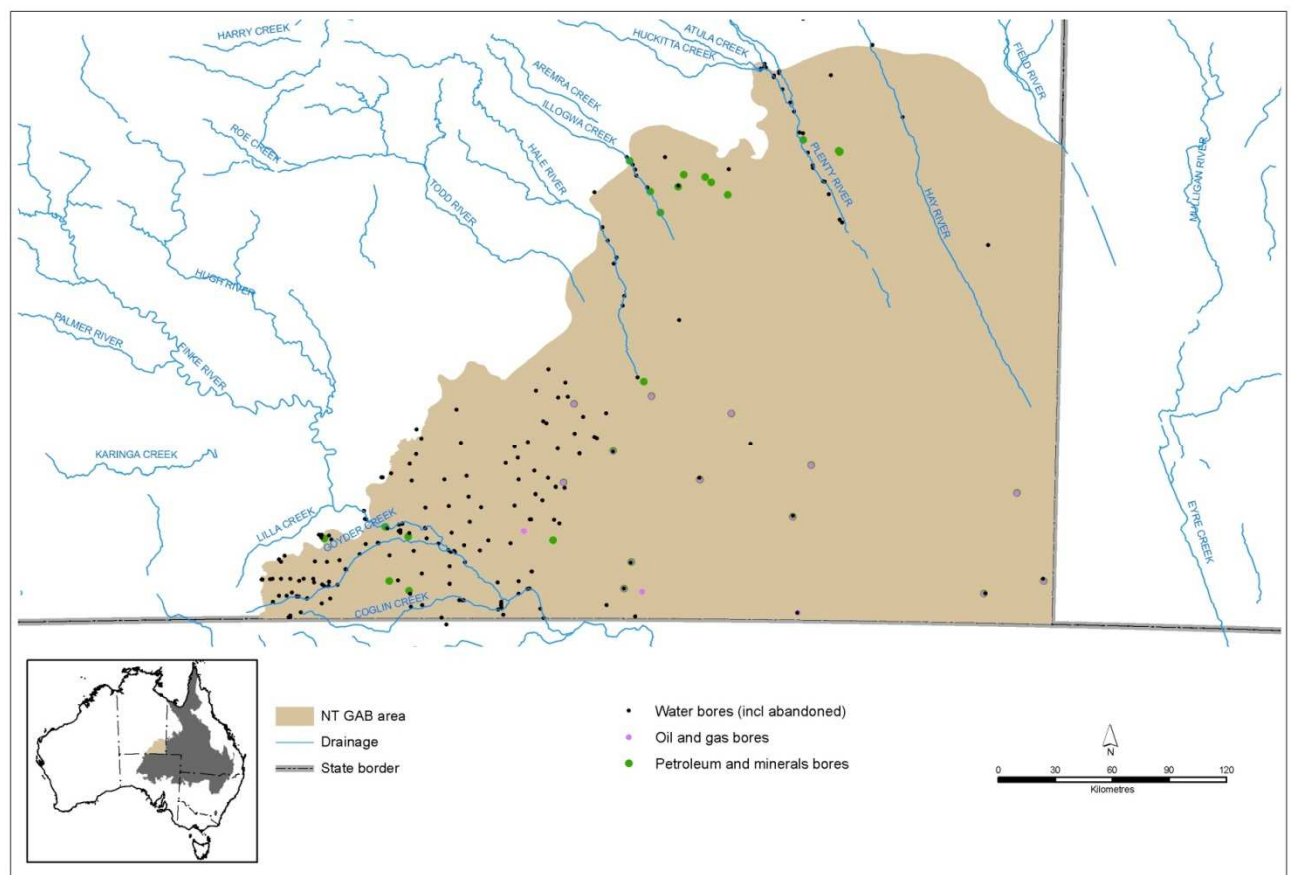 HARRY CREEK
ATULA CREEK
HUCKITTA CREEK
FIELD RIVER
AREMRA CREEK
ILLOGWA CREEK
ROE CREEK
HALE RIVER
TODD RIVER
PLENTY RIVER
HAY RIVER
MULLIGAN RIVER
HUGH RIVER
PALMER RIVER
FINKE RIVER
KARINGA CREEK
LILLA CREEK
GOYDER CREEK
EYRE CREEK
COGLIN CREEK
NT GAB area
Drainage
State border
Water bores (incl abandoned)
Oil and gas bores
Petroleum and minerals bores
N
0 30 60 90 120
Kilometres